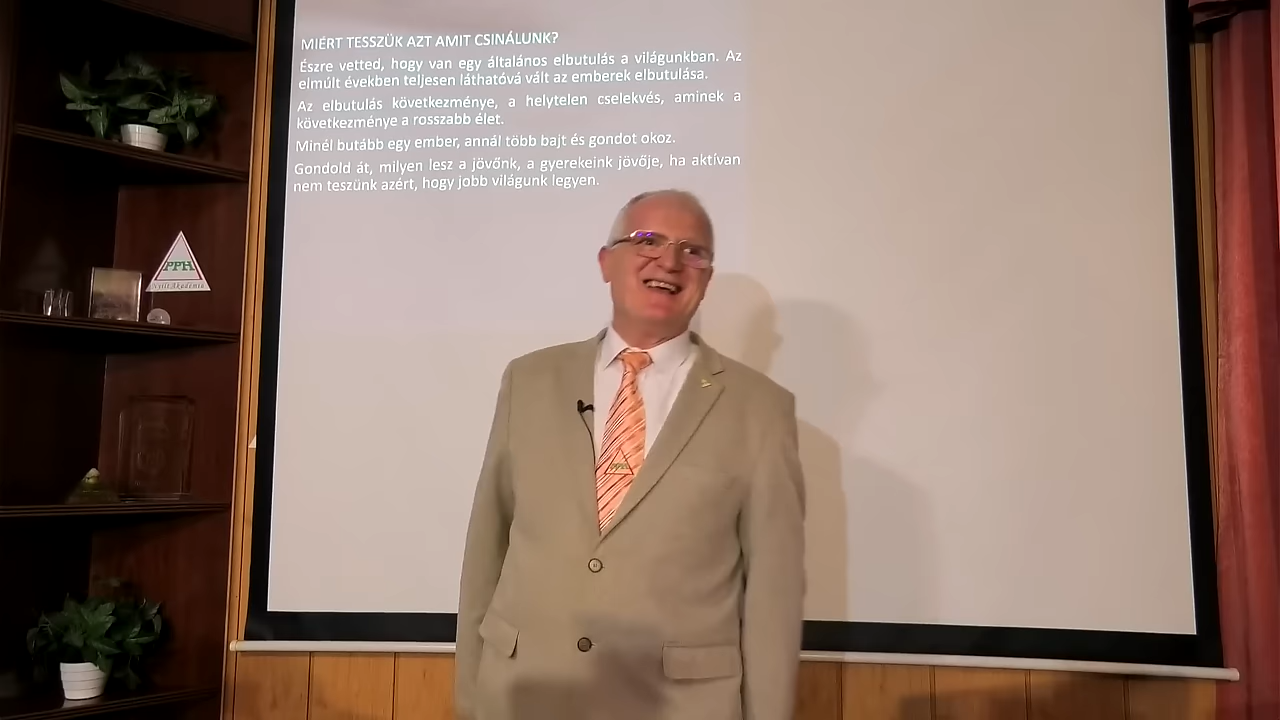 MIÉRT TESSZÜK AZT AMIT CSINÁLUNK?
Észre vetted, hogy van egy általános elbutulás a világunkban. Az
elmúlt években teljesen láthatóvá vált az emberek elbutulása.
Az elbutulás következménye, a helytelen cselekvés, aminek a
következménye a rosszabb élet.
Minél butább egy ember, annál több bajt és gondot okoz.
Gondold át, milyen lesz a jövőnk, a gyerekeink jövője, ha aktívan
nem teszünk azért, hogy jobb világunk legyen.
PPH
Nyílt Akadémia
PPH